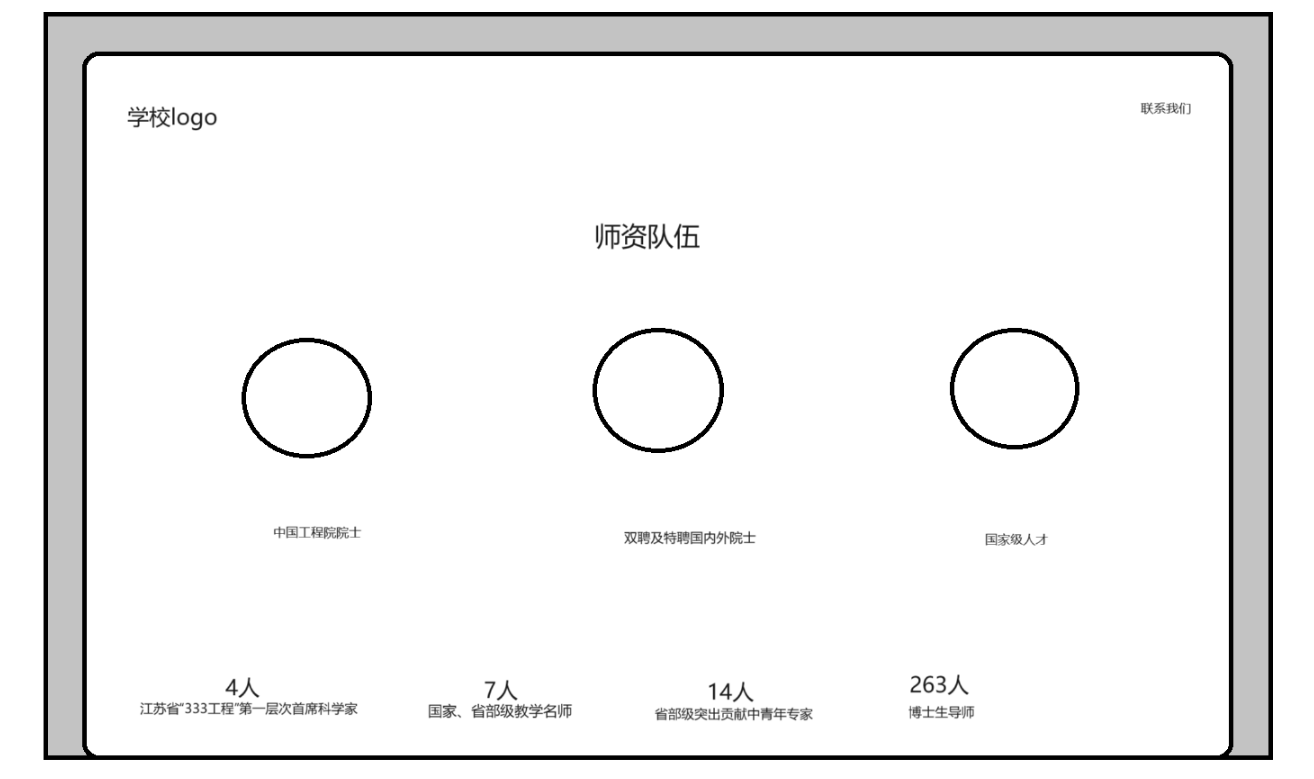 学校logo
联系我们
师资队伍
中国工程院院士
双聘及特聘国内外院士
国家级人才
4人
江苏省"333工程"第一层次首席科学家
7人
国家、省部级教学名师
14人
省部级突出贡献中青年专家
263人
博士生导师